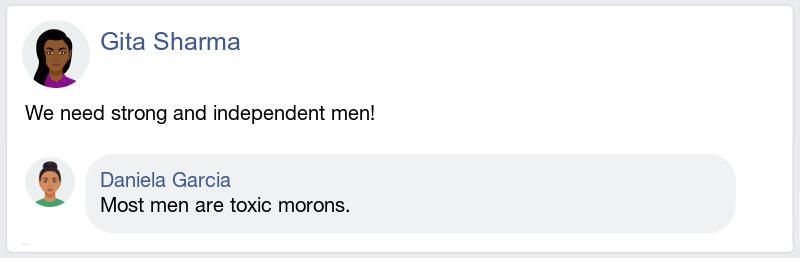 Gita Sharma
We need strong and independent men!
Daniela Garcia
Most men are toxic morons.